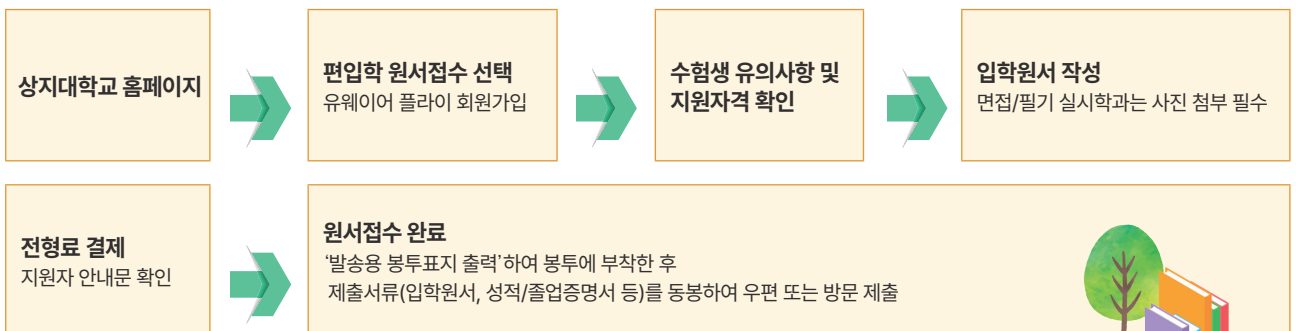 상지대학교 홈페이지
편입학 원서접수 선택
유웨이어 플라이 회원가입
수험생 유의사항 및
지원자격 확인
입학원서 작성
면접/필기 실시학과는 사진 첨부 필수
전형료 결제
지원자 안내문 확인
원서접수 완료
‘발송용 봉투표지 출력’하여 봉투에 부착한 후
제출서류(입학원서, 성적/졸업증명서 등)를 동봉하여 우편 또는 방문 제출